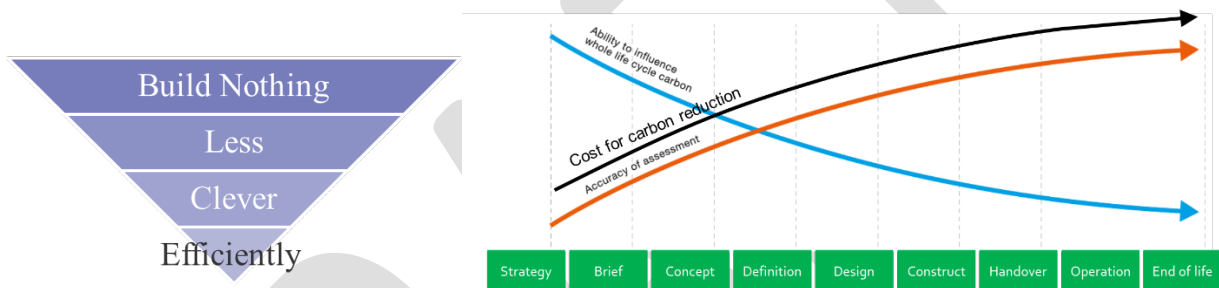 Build Nothing
Less
Clever
Efficiently
Ability to influence
whole life cycle carbon
Cost for carbon reduction
Accuracy of assessment
Strategy
Brief
Concept
Definition
Design
Construct
Handover
Operation
End of life